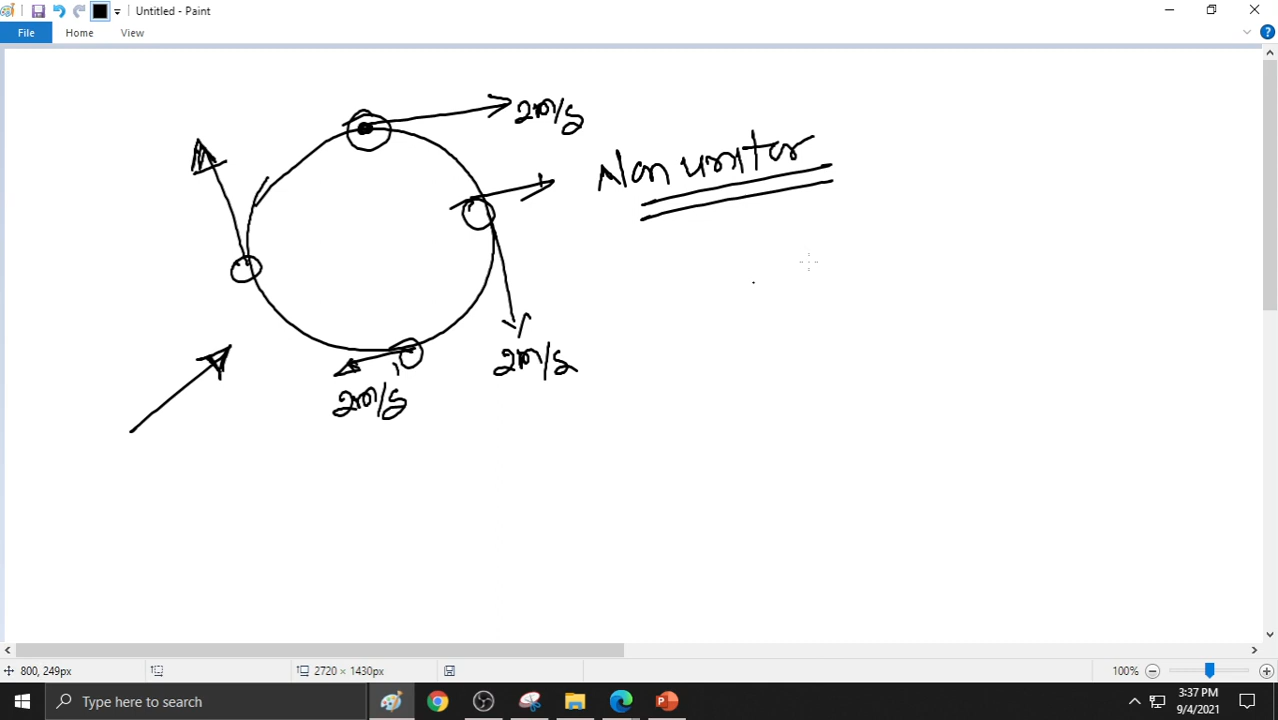 Untitled - Paint
File Home View
2m/s
Non unitor
2m/s
2m/s
800, 249px
2720 × 1430px
100%
Type here to search
3:37 PM
9/4/2021